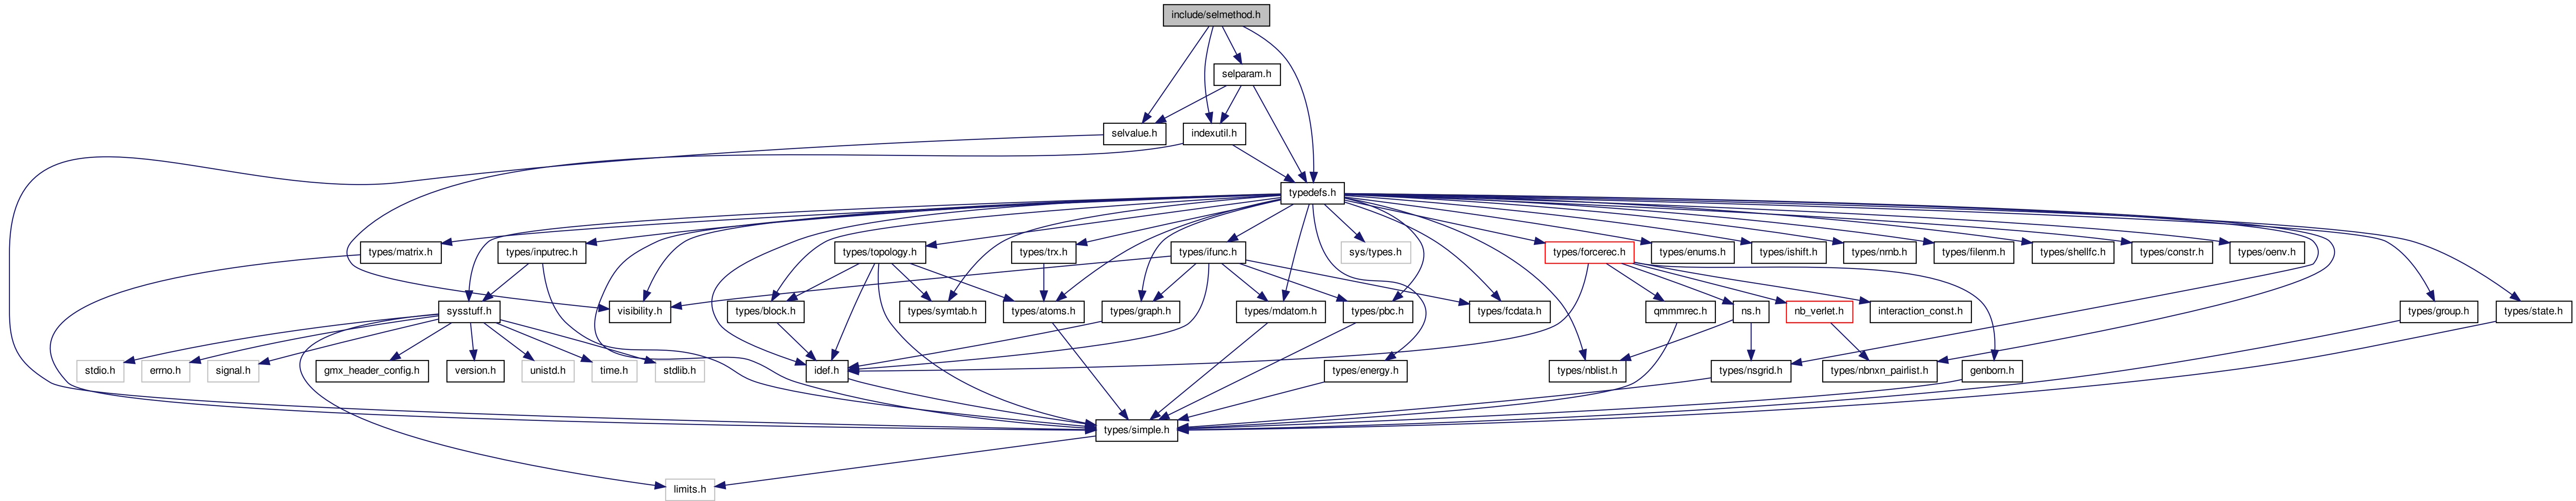 include/selmethod.h
selparam.h
selvalue.h
indexutil.h
typedefs.h
types/matrix.h
types/inputrec.h
types/topology.h
types/trx.h
types/ifunc.h
sys/types.h
types/forcerec.h
types/enums.h
types/ishift.h
types/nrnb.h
types/filenm.h
types/shellfc.h
types/constr.h
types/oenv.h
sysstuff.h
visibility.h
types/block.h
types/symtab.h
types/atoms.h
types/graph.h
types/mdatom.h
types/pbc.h
types/fcdata.h
qmmmrec.h
ns.h
nb_verlet.h
interaction_const.h
types/group.h
types/state.h
stdio.h
errno.h
signal.h
gmx_header_config.h
version.h
unistd.h
time.h
stdlib.h
idef.h
types/energy.h
types/nblist.h
types/nsgrid.h
types/nbnxn_pairlist.h
genborn.h
types/simple.h
limits.h